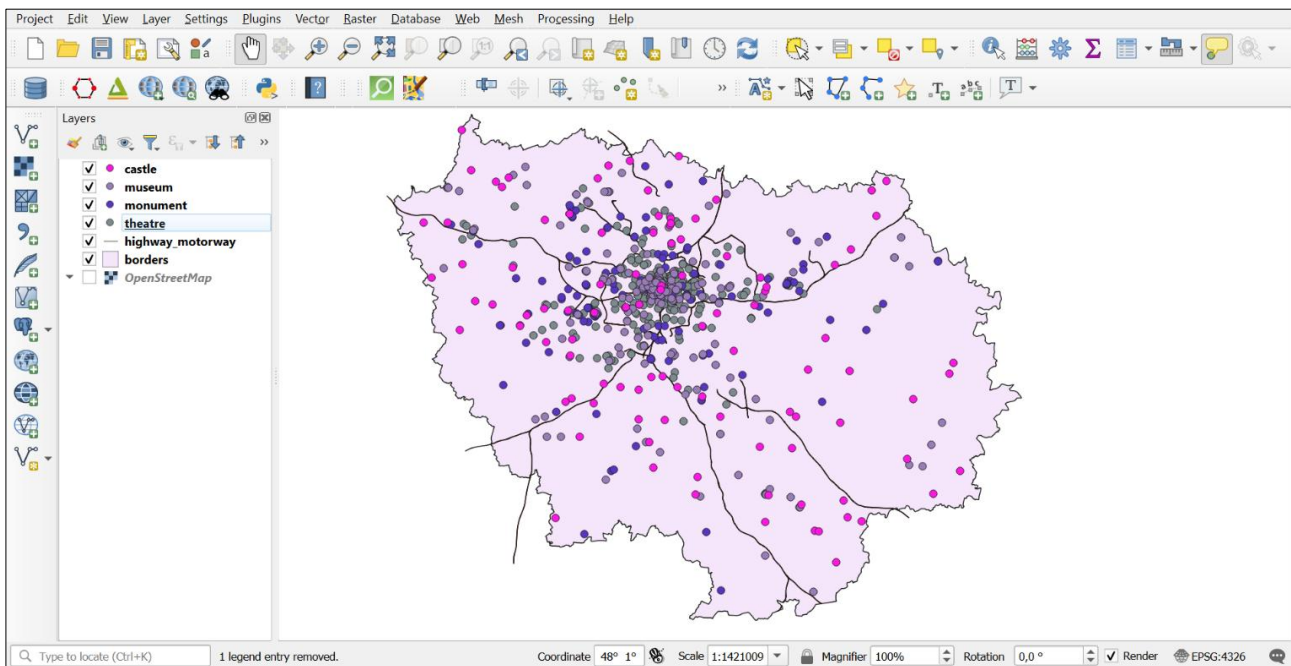 Project Edit View Layer Settings Plugins Vector Raster Database Web Mesh Processing Help
Layers
castle
museum
monument
theatre
highway_motorway
borders
OpenStreetMap
Type to locate (Ctrl+K) 1 legend entry removed. Coordinate 48° 1° Scale 1:1421009 Magnifier 100% Rotation 0,0 ° Render EPSG:4326